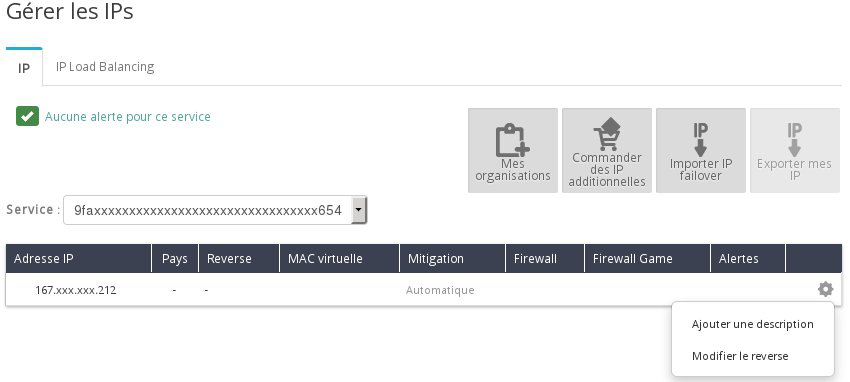 Gérer les IPs
IP
IP Load Balancing
Aucune alerte pour ce service
Mes
organisations
Commander
des IP
additionnelles
IP
Importer IP
failover
IP
Exporter mes
IP
Service : 9faxxxxxxxxxxxxxxxxxxxxxxxxxxxxxxxx654
Adresse IP Pays Reverse MAC virtuelle Mitigation Firewall Firewall Game Alertes
167.xxx.xxx.212 - - Automatique
Ajouter une description
Modifier le reverse